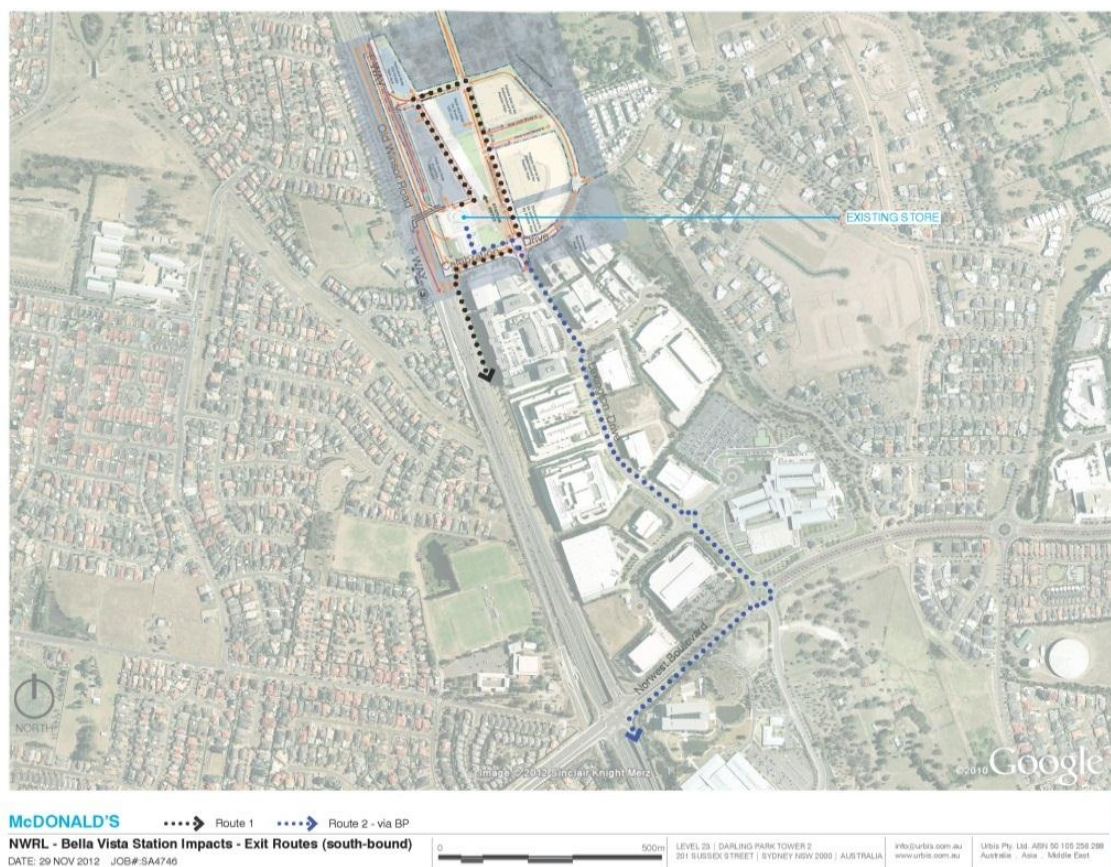 Old Windsor Road
EXISTING STORE
Drive
Norwest Boulevard
NORTH
Image ©2012 Sinclair Knight Merz
©2010 Google
McDONALD'S
Route 1
Route 2 - via BP
NWRL - Bella Vista Station Impacts - Exit Routes (south-bound)
DATE: 29 NOV 2012 JOB#:SA4746
0 500m
LEVEL 23 | DARLING PARK TOWER 2
201 SUSSEX STREET | SYDNEY NSW 2000 | AUSTRALIA
info@urbis.com.au
www.urbis.com.au
Urbis Pty. Ltd. ABN 50 105 256 228
Australia . Asia . Middle East